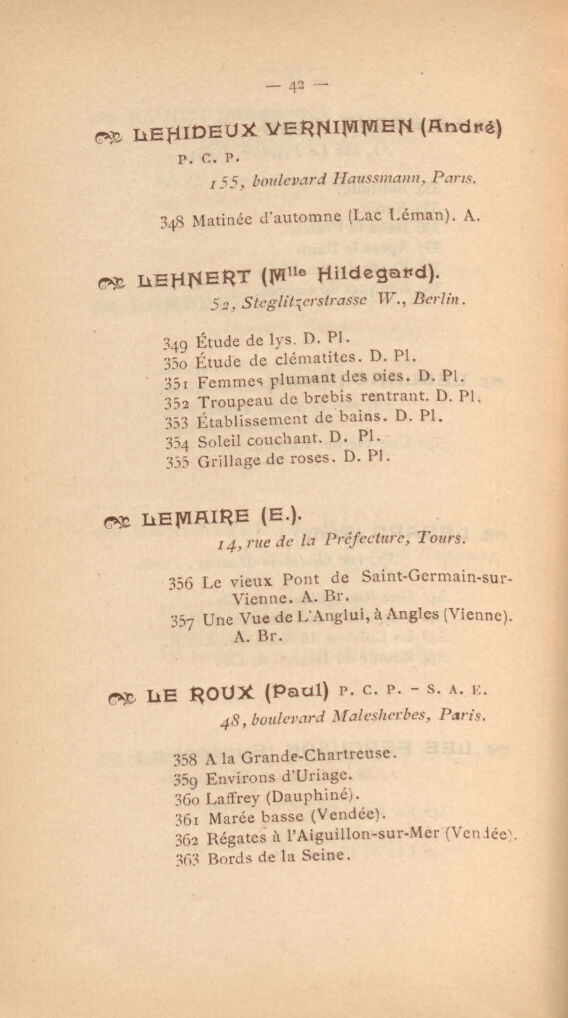 — 42 —
LEHIDEUX VERNIMMEN (André)
P. C. P.
155, boulevard Haussmann, Paris.
348 Matinée d'automne (Lac Léman). A.
LEHNERT (Mlle Hildegard).
52, Steglitzerstrasse W., Berlin.
349 Étude de lys. D. Pl.
350 Étude de clématites. D. Pl.
351 Femmes plumant des oies. D. Pl.
352 Troupeau de brebis rentrant. D. Pl.
353 Établissement de bains. D. Pl.
354 Soleil couchant. D. Pl.
355 Grillage de roses. D. Pl.
LEMAIRE (E.).
14, rue de la Préfecture, Tours.
356 Le vieux Pont de Saint-Germain-sur-
Vienne. A. Br.
357 Une Vue de L'Anglui, à Angles (Vienne).
A. Br.
LE ROUX (Paul) P. C. P. - S. A. E.
48, boulevard Malesherbes, Paris.
358 A la Grande-Chartreuse.
359 Environs d'Uriage.
360 Laffrey (Dauphiné).
361 Marée basse (Vendée).
362 Régates à l'Aiguillon-sur-Mer (Vendée).
363 Bords de la Seine.